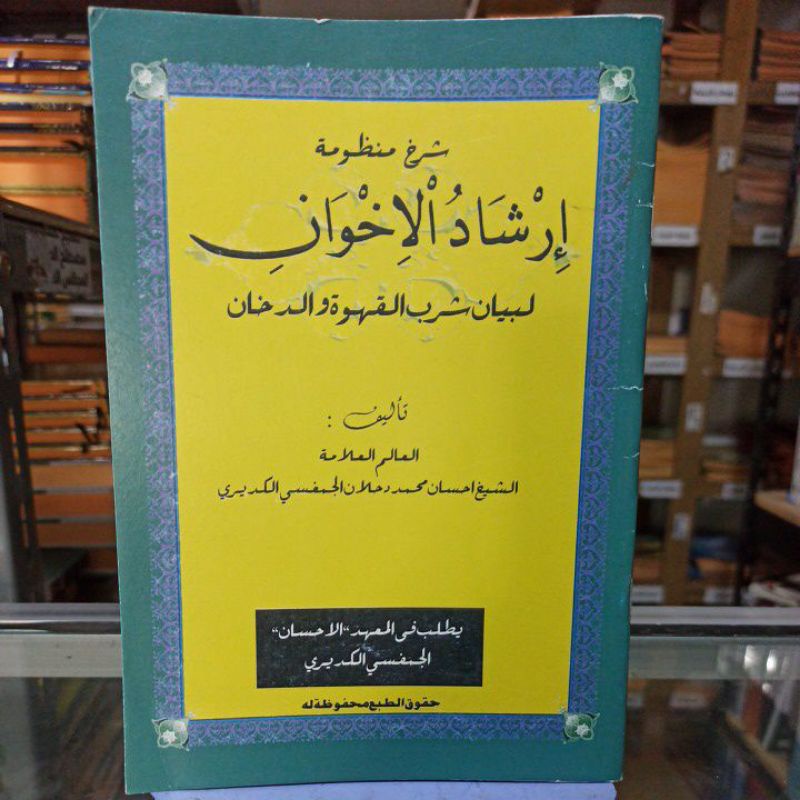 شرح منظومة
إِرْشَادُ الْاِخْوَانِ
لبيان شرب القهوة والدخان
تأليف :
العالم العلامة
الشيخ احسان محمد دحلان الجمفسي الكديري
يطلب في المعهد "الاحسان"
الجمفسي الكديري
حقوق الطبع محفوظة له